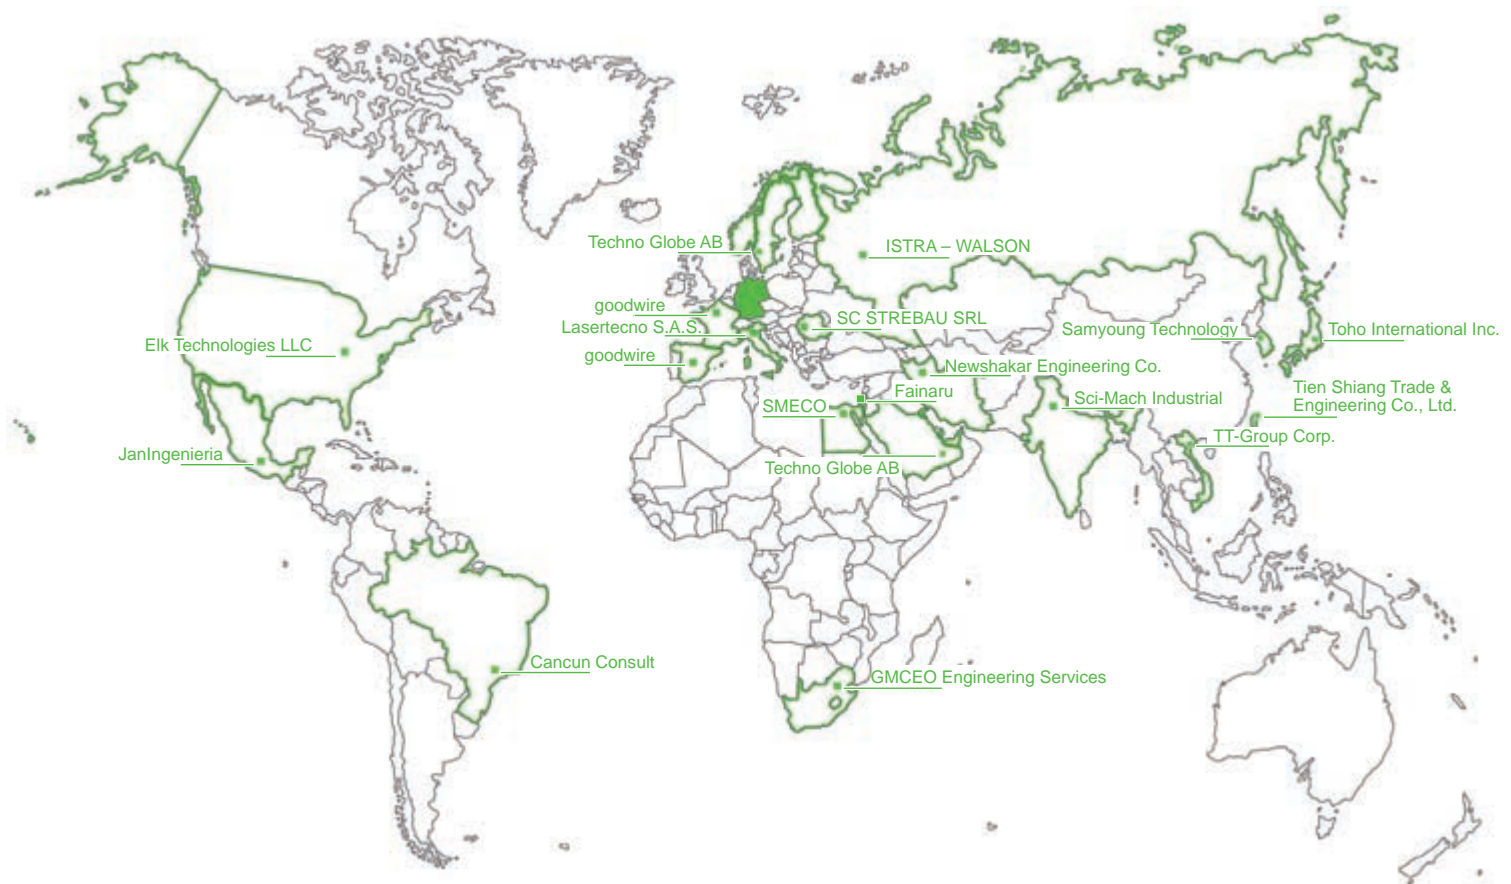 Techno Globe AB
ISTRA – WALSON
goodwire
SC STREBAU SRL
Lasertecno S.A.S.
Samyoung Technology
Toho International Inc.
Elk Technologies LLC
goodwire
Newshakar Engineering Co.
Fainaru
Tien Shiang Trade &
Engineering Co., Ltd.
Sci-Mach Industrial
SMECO
TT-Group Corp.
JanIngenieria
Techno Globe AB
Cancun Consult
GMCEO Engineering Services